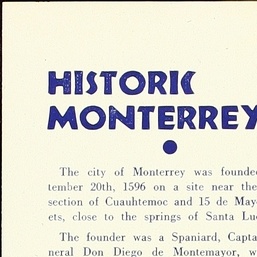 HISTORIC
MONTERREY
The city of Monterrey was founde
tember 20th, 1596 on a site near the
section of Cuauhtemoc and 15 de May
ets, close to the springs of Santa Lu
The founder was a Spaniard, Capta
neral Don Diego de Montemayor, w